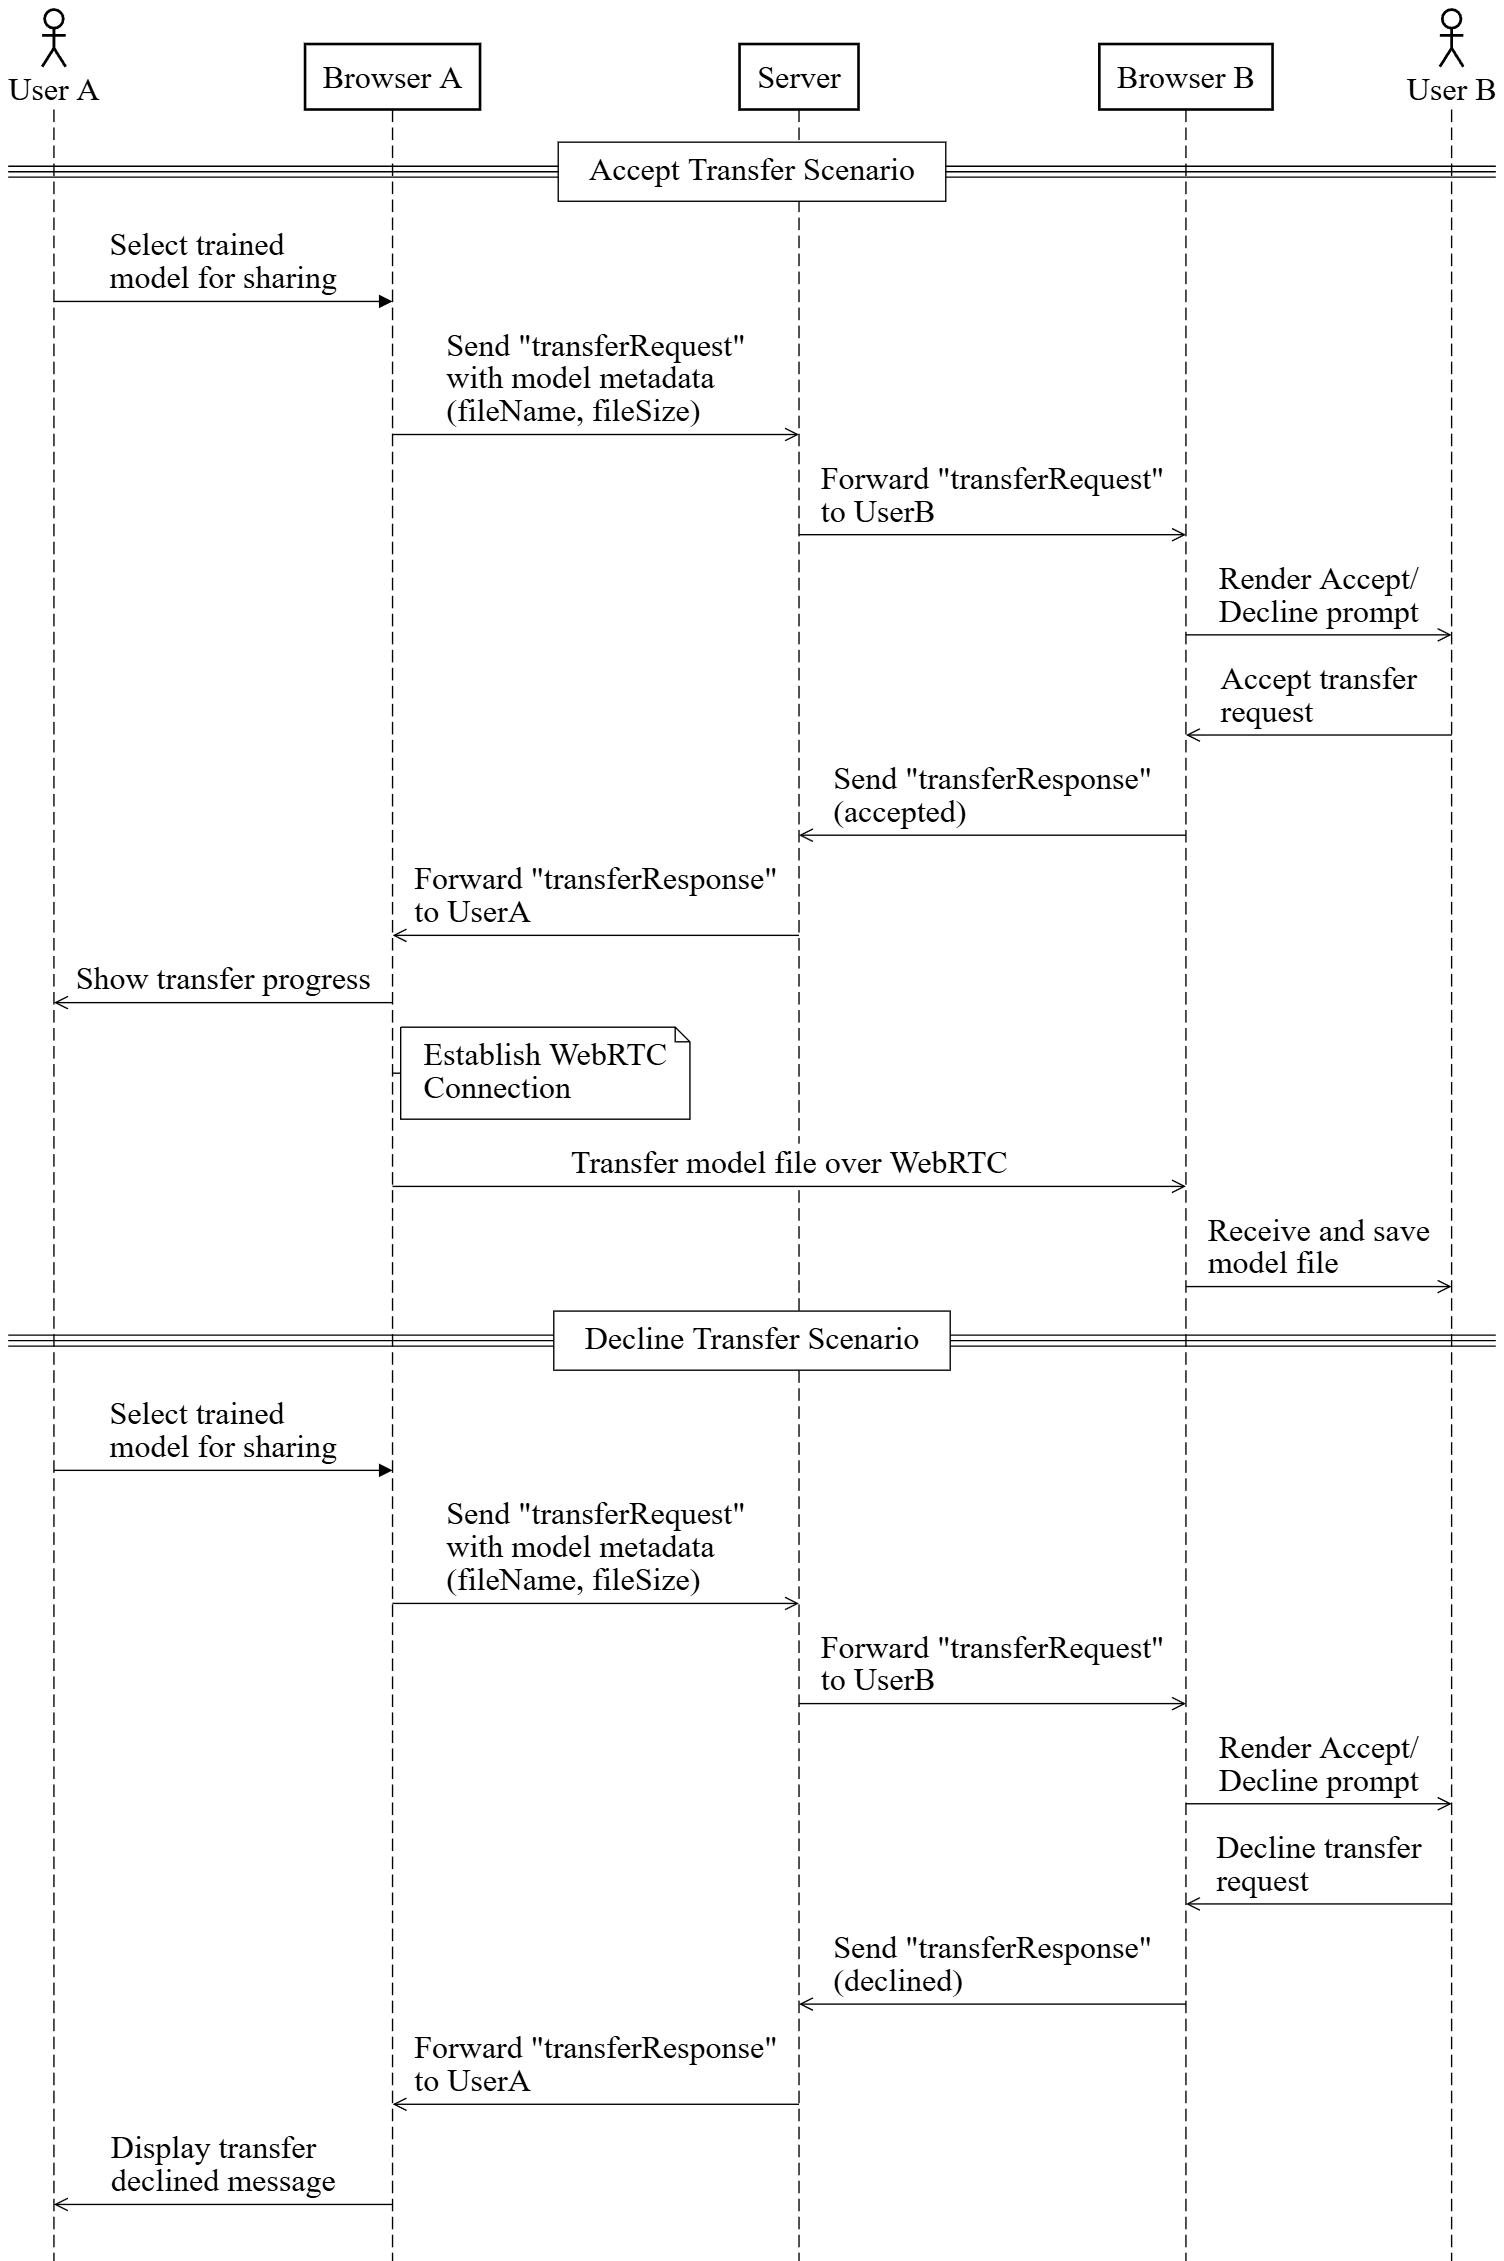 User A
Browser A
Server
Browser B
User B
Accept Transfer Scenario
Select trained
model for sharing
Send "transferRequest"
with model metadata
(fileName, fileSize)
Forward "transferRequest"
to UserB
Render Accept/
Decline prompt
Accept transfer
request
Send "transferResponse"
(accepted)
Forward "transferResponse"
to UserA
Show transfer progress
Establish WebRTC
Connection
Transfer model file over WebRTC
Receive and save
model file
Decline Transfer Scenario
Select trained
model for sharing
Send "transferRequest"
with model metadata
(fileName, fileSize)
Forward "transferRequest"
to UserB
Render Accept/
Decline prompt
Decline transfer
request
Send "transferResponse"
(declined)
Forward "transferResponse"
to UserA
Display transfer
declined message